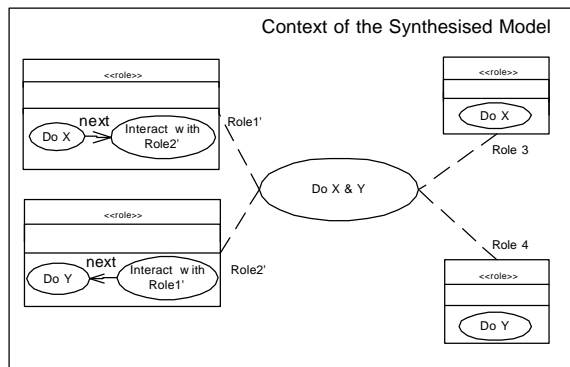 Context of the Synthesised Model
<<role>>
next
Do X
Interact with
Role2'
Role1'
<<role>>
Do X
Role 3
Do X & Y
<<role>>
next
Do Y
Interact with
Role1'
Role2'
Role 4
<<role>>
Do Y